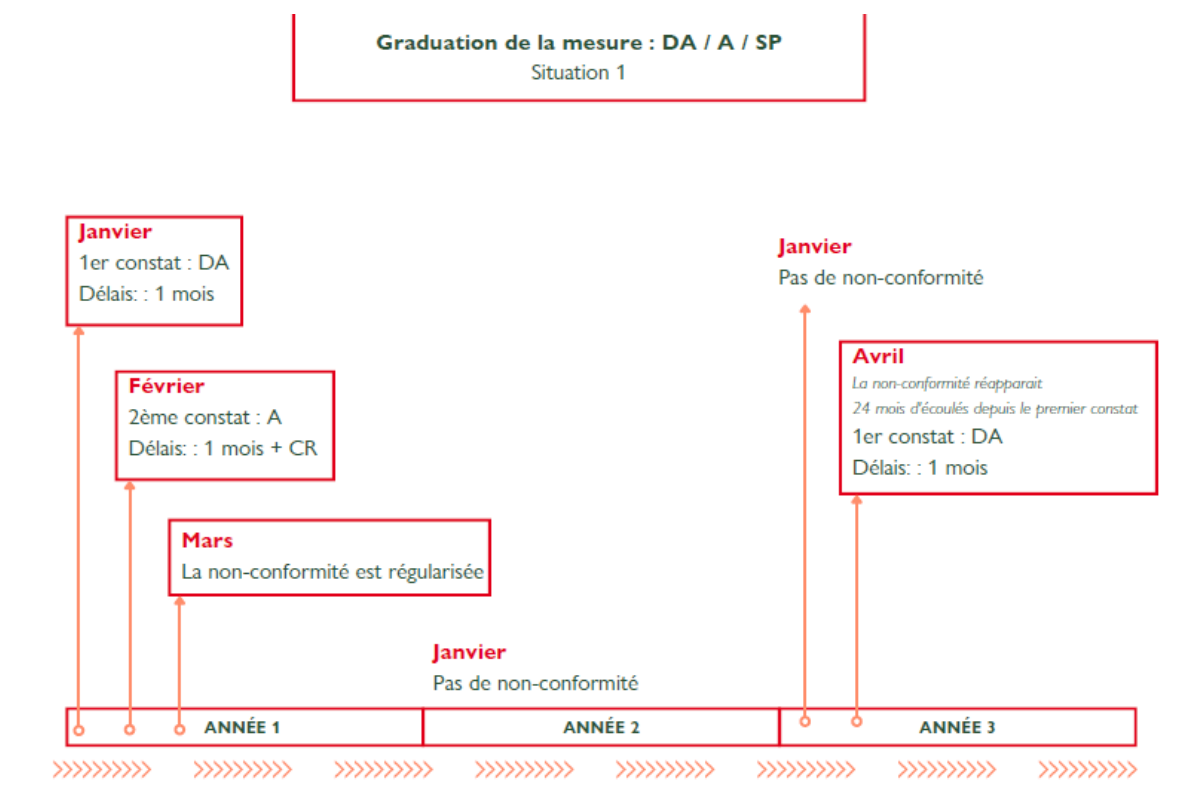 Graduation de la mesure : DA / A / SP
Situation 1
Janvier
1er constat : DA
Délais: : 1 mois
Février
2ème constat : A
Délais: : 1 mois + CR
Mars
La non-conformité est régularisée
Janvier
Pas de non-conformité
Janvier
Pas de non-conformité
Avril
La non-conformité réapparait
24 mois d'écoulés depuis le premier constat
1er constat : DA
Délais: : 1 mois
ANNÉE 1
ANNÉE 2
ANNÉE 3